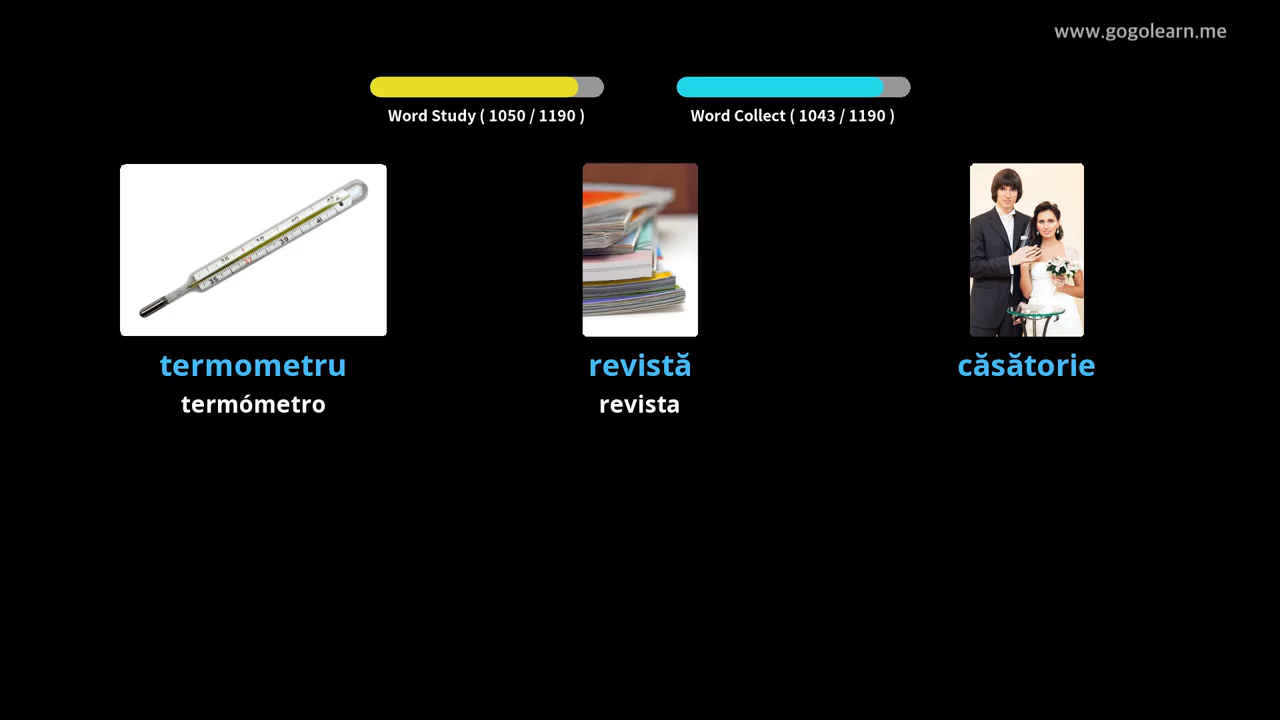 www.gogolearn.me
Word Study ( 1050 / 1190 )
Word Collect ( 1043 / 1190 )
termometru
revistă
căsătorie
termómetro
revista